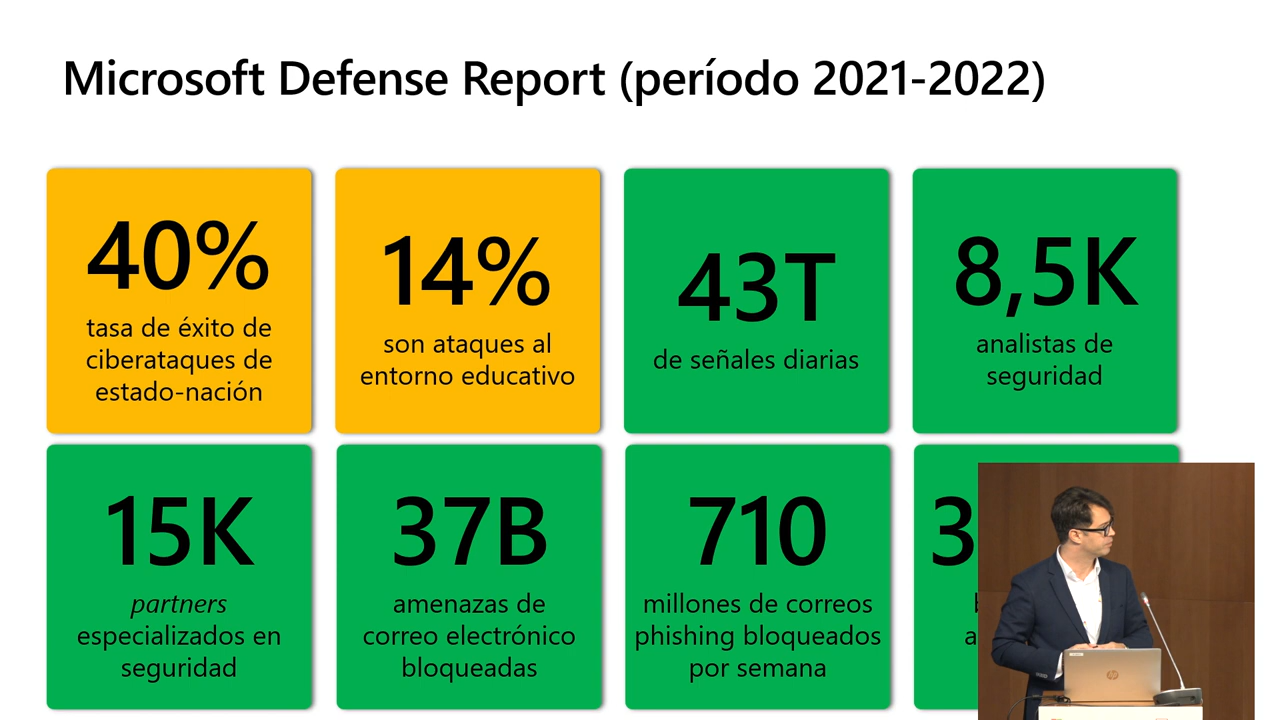 Microsoft Defense Report (período 2021-2022)
40%
tasa de éxito de
ciberataques de
estado-nación
14%
son ataques al
entorno educativo
43T
de señales diarias
8,5K
analistas de
seguridad
15K
partners
especializados en
seguridad
37B
amenazas de
correo electrónico
bloqueadas
710
millones de correos
phishing bloqueados
por semana
hp